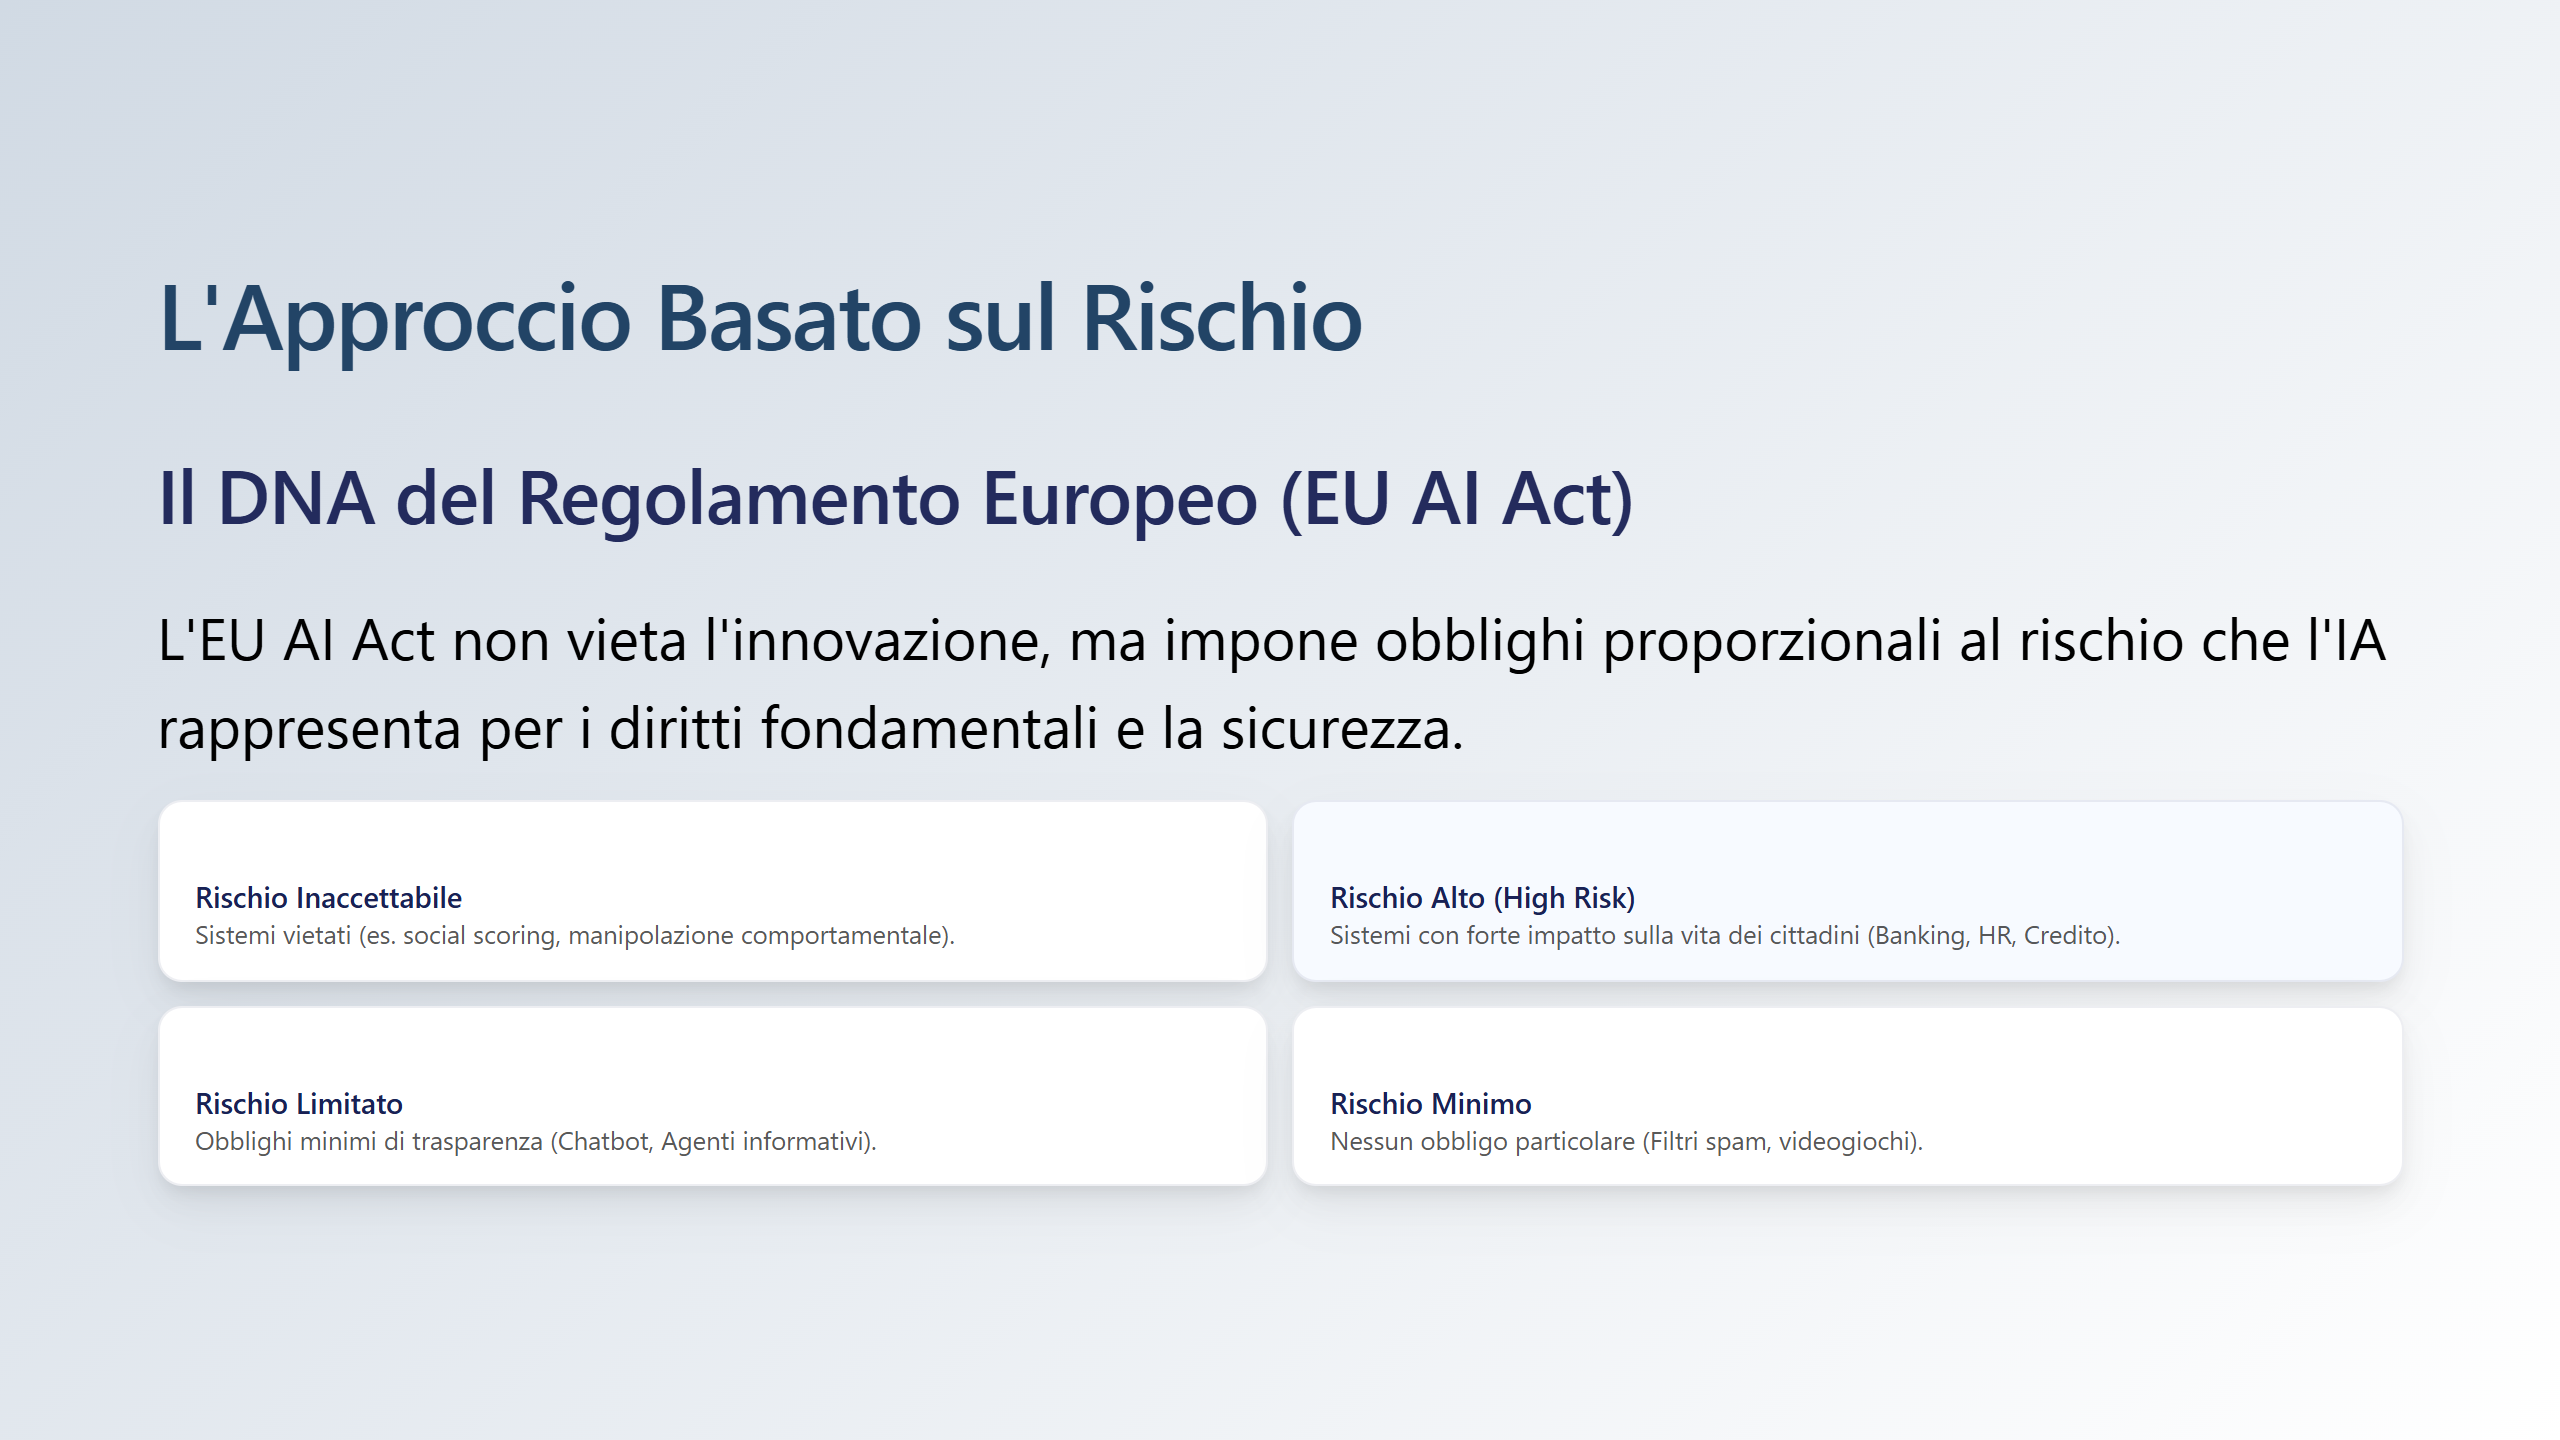 L'Approccio Basato sul Rischio
Il DNA del Regolamento Europeo (EU AI Act)
L'EU AI Act non vieta l'innovazione, ma impone obblighi proporzionali al rischio che l'IA
rappresenta per i diritti fondamentali e la sicurezza.
Rischio Inaccettabile
Sistemi vietati (es. social scoring, manipolazione comportamentale).
Rischio Alto (High Risk)
Sistemi con forte impatto sulla vita dei cittadini (Banking, HR, Credito).
Rischio Limitato
Obblighi minimi di trasparenza (Chatbot, Agenti informativi).
Rischio Minimo
Nessun obbligo particolare (Filtri spam, videogiochi).